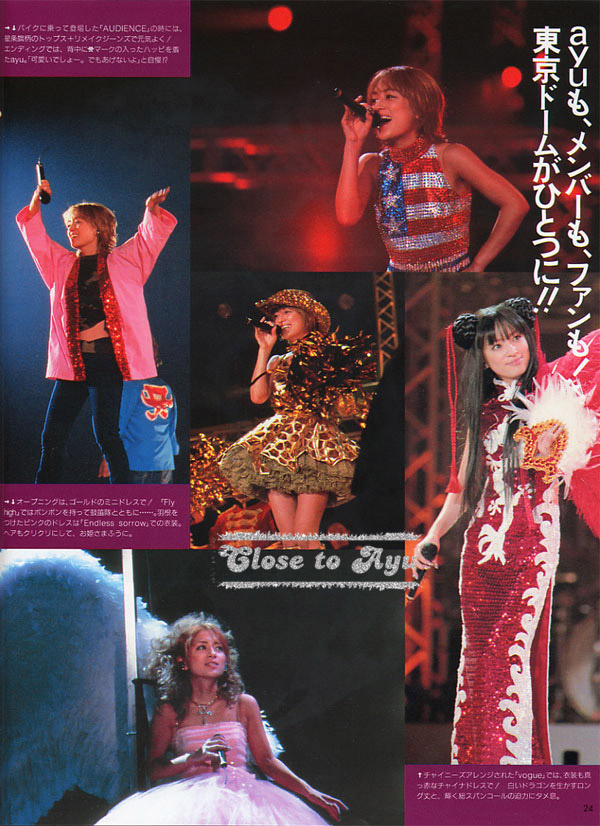 ➡⬇バイクに乗って登場した「AUDIENCE」の時には、
星条旗柄のトップス＋リメイクジーンズで元気よく！
エンディングでは、背中に♠マークの入ったハッピを着
たayu。「可愛いでしょー。でもあげないよ」と自慢!?
ayuも、メンバーも、ファンも！
東京ドームがひとつに!!
➡⬇オープニングは、ゴールドのミニドレスで！「Fly
high」ではポンポンを持って鼓笛隊とともに……。羽根を
つけたピンクのドレスは「Endless sorrow」での衣装。
ヘアもクリクリにして、お姫さまふうに。
Close to Ayu
⬆チャイニーズアレンジされた「vogue」では、衣装も真
っ赤なチャイナドレスで！ 白いドラゴンを生かすロン
グ丈と、輝く総スパンコールの迫力にタメ息。
24